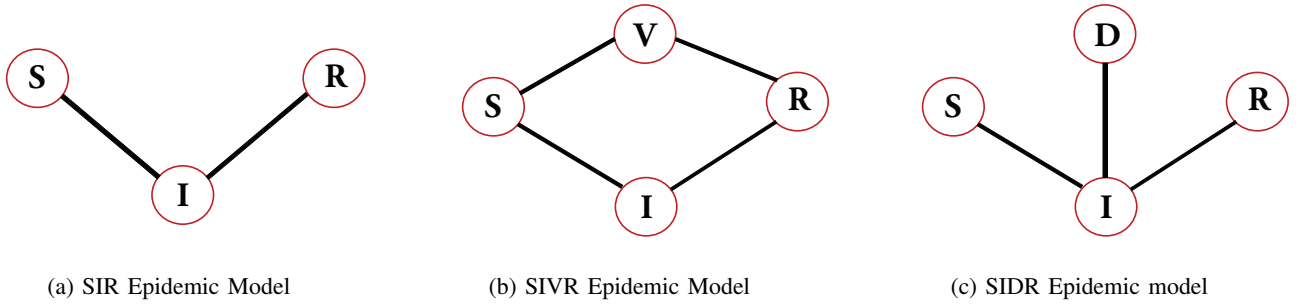 S
R
I
(a) SIR Epidemic Model
V
S
R
I
(b) SIVR Epidemic Model
D
S
R
I
(c) SIDR Epidemic model